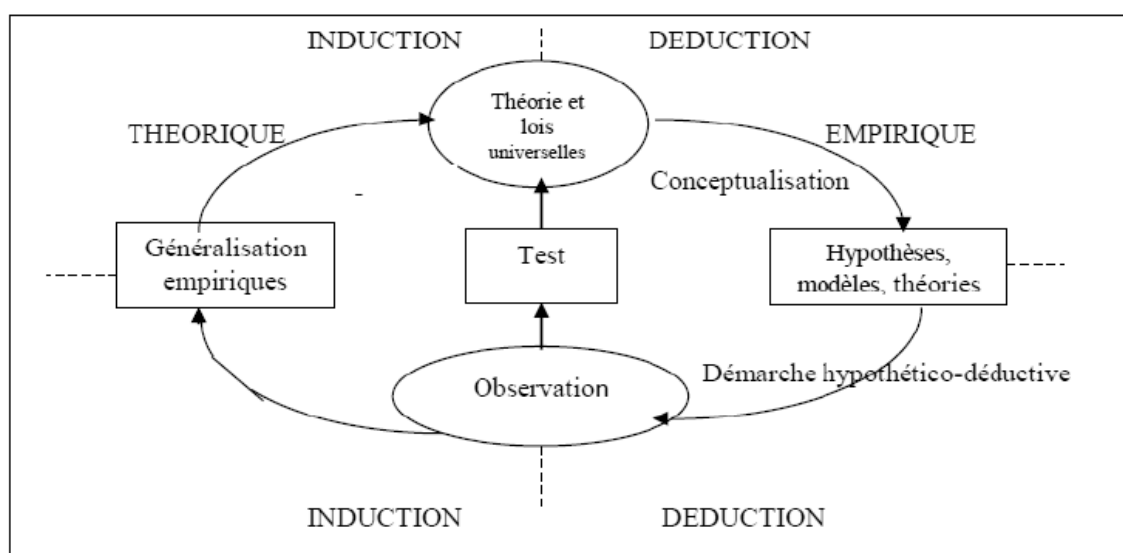 INDUCTION DEDUCTION
Théorie et
lois
universelles
THEORIQUE EMPIRIQUE
Conceptualisation
Généralisation
empiriques
Test
Hypothèses,
modèles, théories
Observation
Démarche hypothético-déductive
INDUCTION DEDUCTION